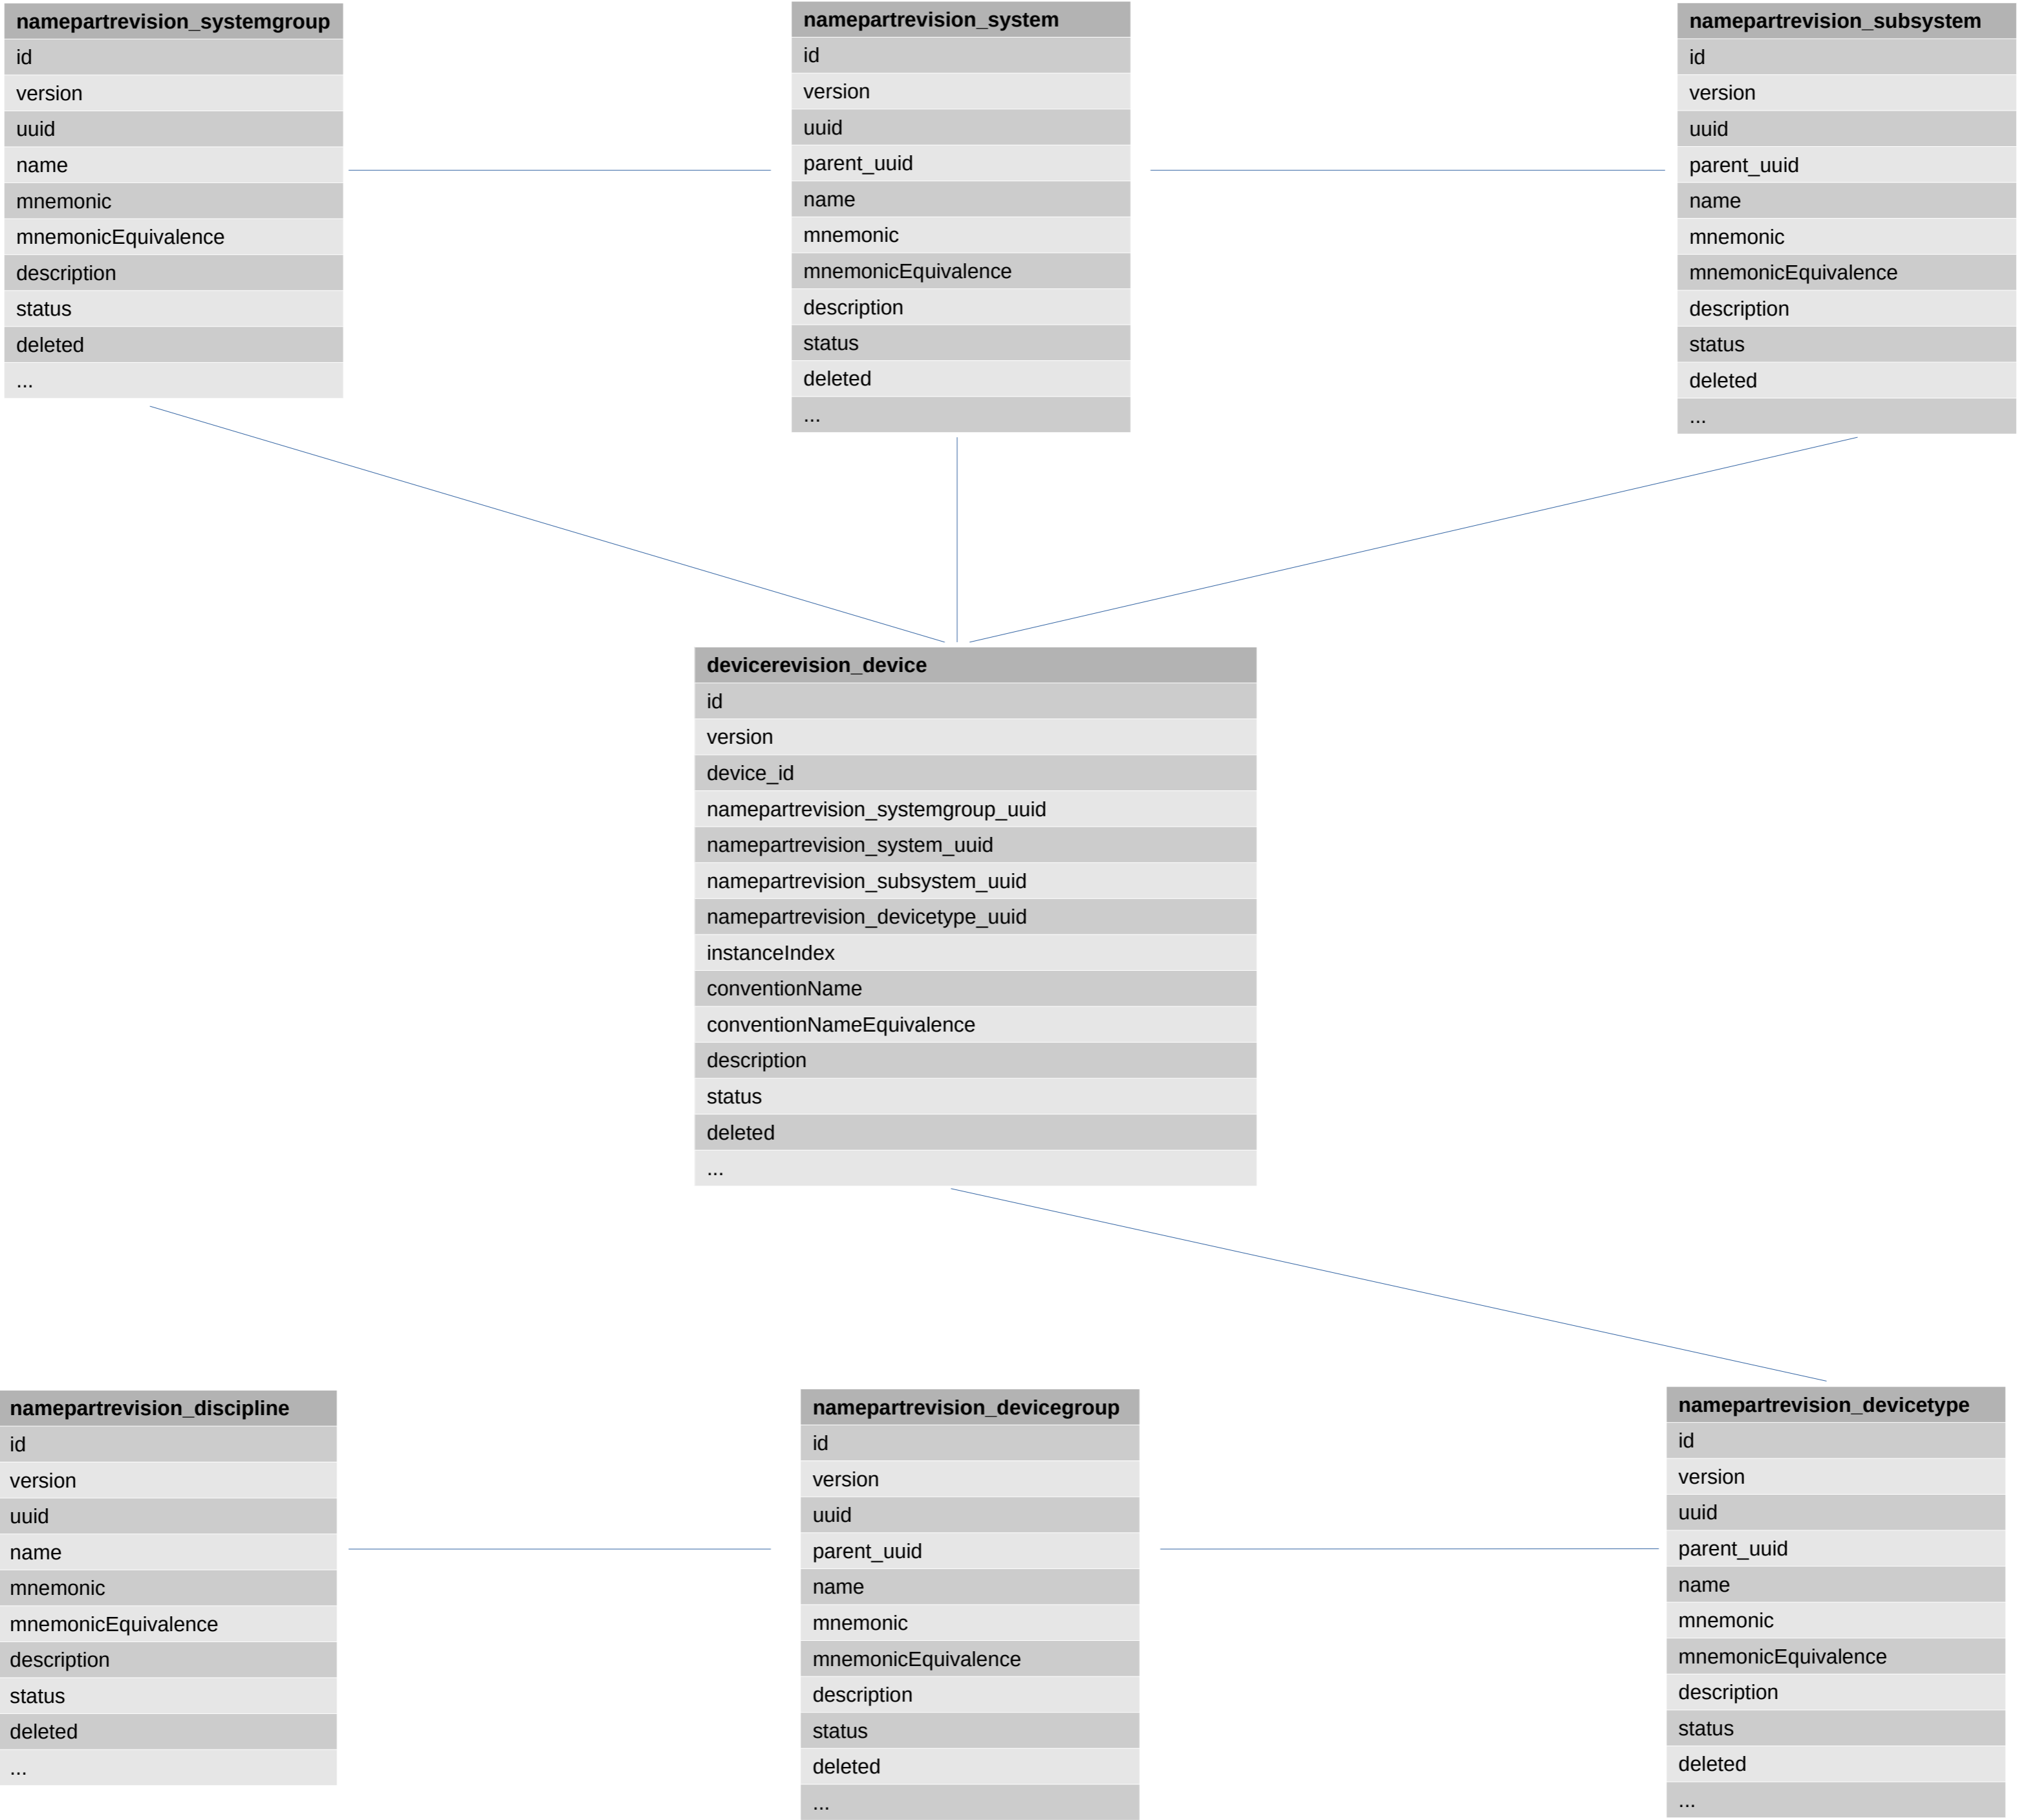 namepartrevision_systemgroup
id
version
uuid
name
mnemonic
mnemonicEquivalence
description
status
deleted
...
namepartrevision_system
id
version
uuid
parent_uuid
name
mnemonic
mnemonicEquivalence
description
status
deleted
...
namepartrevision_subsystem
id
version
uuid
parent_uuid
name
mnemonic
mnemonicEquivalence
description
status
deleted
...
devicerevision_device
id
version
device_id
namepartrevision_systemgroup_uuid
namepartrevision_system_uuid
namepartrevision_subsystem_uuid
namepartrevision_devicetype_uuid
instanceIndex
conventionName
conventionNameEquivalence
description
status
deleted
...
namepartrevision_discipline
id
version
uuid
name
mnemonic
mnemonicEquivalence
description
status
deleted
...
namepartrevision_devicegroup
id
version
uuid
parent_uuid
name
mnemonic
mnemonicEquivalence
description
status
deleted
...
namepartrevision_devicetype
id
version
uuid
parent_uuid
name
mnemonic
mnemonicEquivalence
description
status
deleted
...